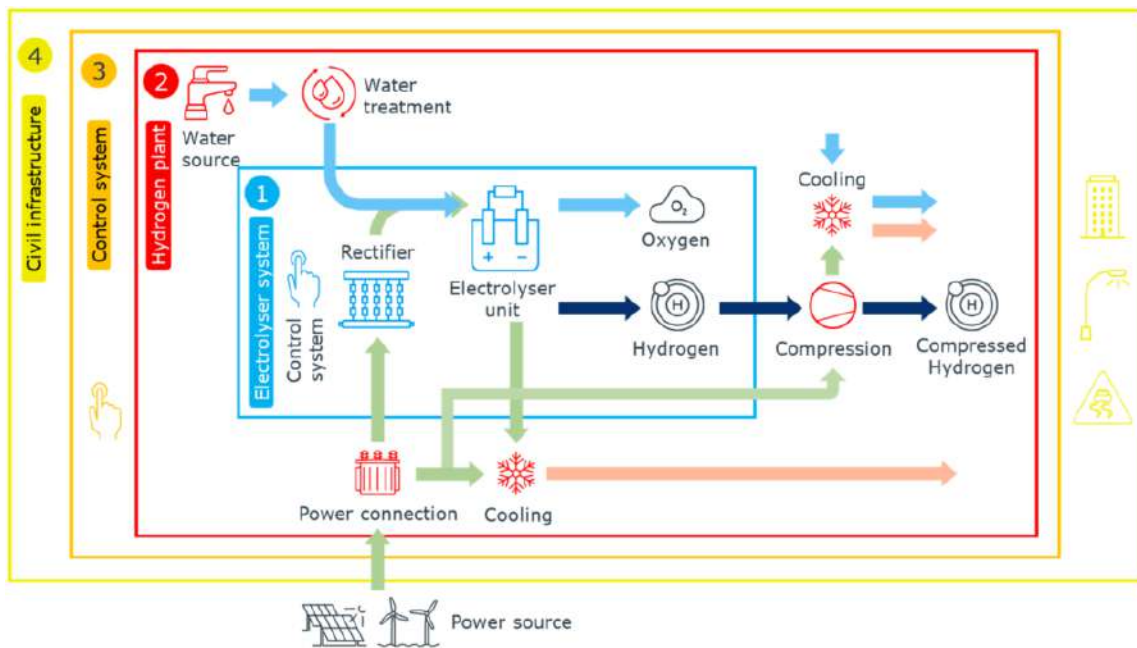 4
Civil infrastructure
3
Control system
2
Hydrogen plant
Water
source
Water
treatment
1
Electrolyser system
Control
system
Rectifier
+ −
Electrolyser
unit
O2
Oxygen
H
Hydrogen
Cooling
Compression
H
Compressed
Hydrogen
Power connection
Cooling
Power source